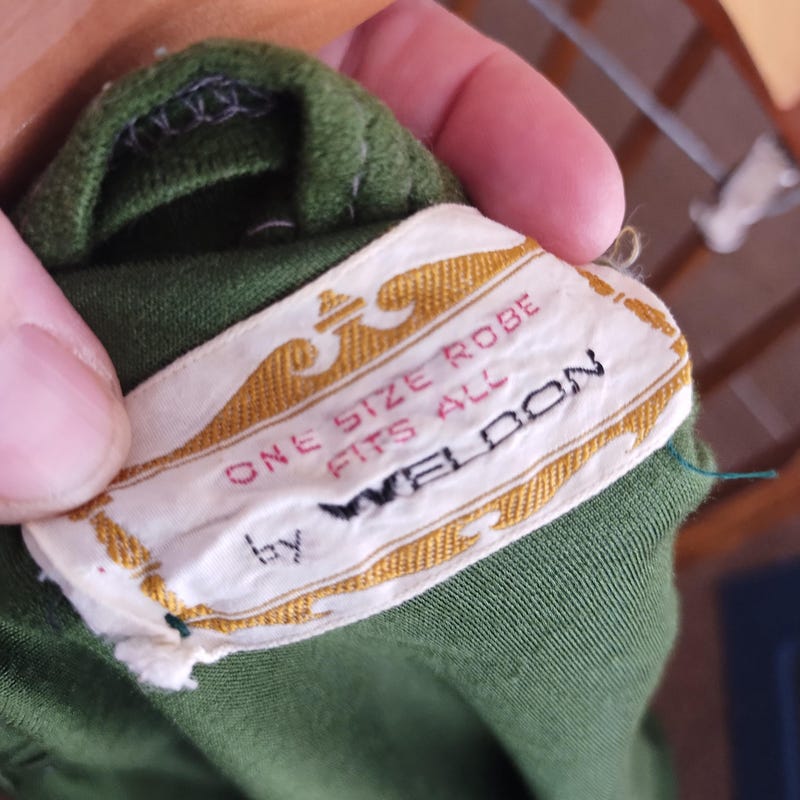 ONE SIZE ROBE
FITS ALL
by WELDON